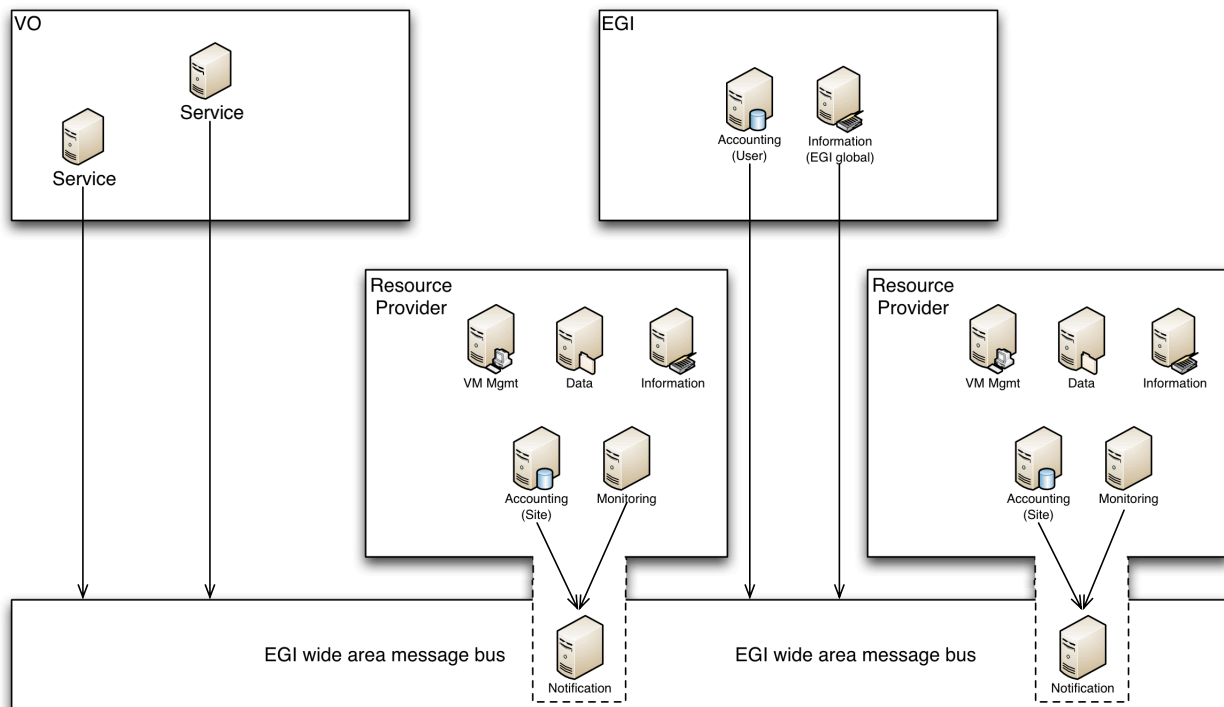 VO
Service
Service
EGI
Accounting
(User)
Information
(EGI global)
Resource
Provider
VM Mgmt
Data
Information
Accounting
(Site)
Monitoring
Resource
Provider
VM Mgmt
Data
Information
Accounting
(Site)
Monitoring
EGI wide area message bus
Notification
EGI wide area message bus
Notification